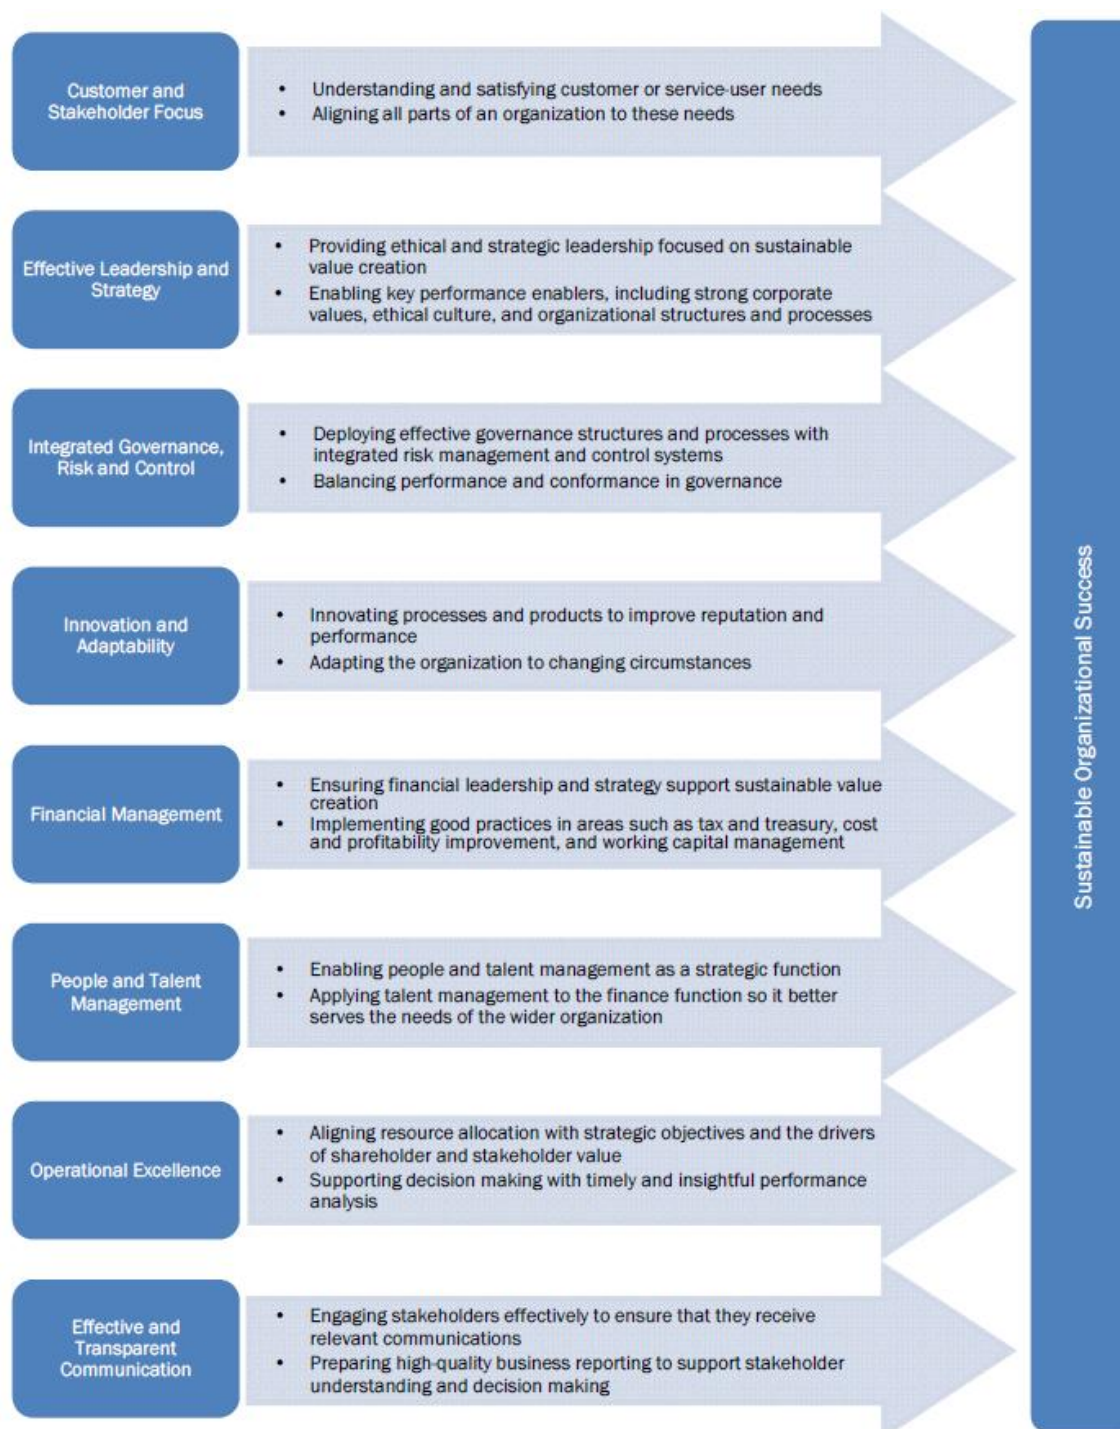 Customer and
Stakeholder Focus
• Understanding and satisfying customer or service-user needs
• Aligning all parts of an organization to these needs
Effective Leadership and
Strategy
• Providing ethical and strategic leadership focused on sustainable
value creation
• Enabling key performance enablers, including strong corporate
values, ethical culture, and organizational structures and processes
Integrated Governance,
Risk and Control
• Deploying effective governance structures and processes with
integrated risk management and control systems
• Balancing performance and conformance in governance
Innovation and
Adaptability
• Innovating processes and products to improve reputation and
performance
• Adapting the organization to changing circumstances
Financial Management
• Ensuring financial leadership and strategy support sustainable value
creation
• Implementing good practices in areas such as tax and treasury, cost
and profitability improvement, and working capital management
People and Talent
Management
• Enabling people and talent management as a strategic function
• Applying talent management to the finance function so it better
serves the needs of the wider organization
Operational Excellence
• Aligning resource allocation with strategic objectives and the drivers
of shareholder and stakeholder value
• Supporting decision making with timely and insightful performance
analysis
Effective and
Transparent
Communication
• Engaging stakeholders effectively to ensure that they receive
relevant communications
• Preparing high-quality business reporting to support stakeholder
understanding and decision making
Sustainable Organizational Success